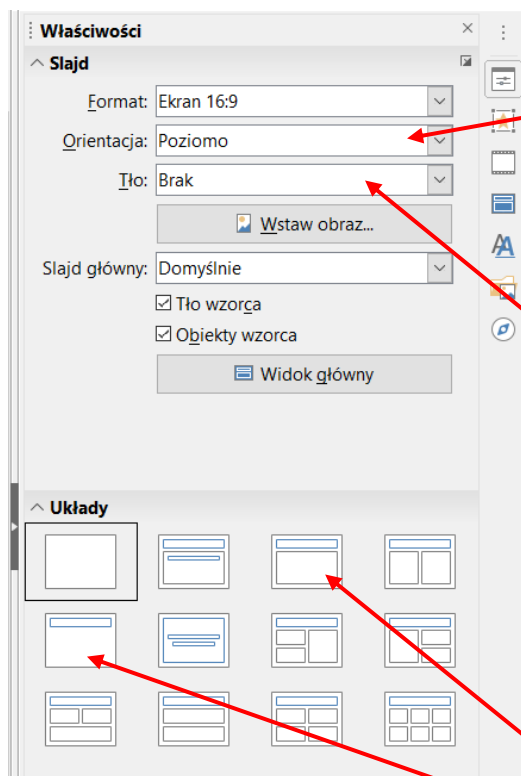 Właściwości
Slajd
Format: Ekran 16:9
Orientacja: Poziomo
Tło: Brak
Wstaw obraz...
Slajd główny: Domyślnie
Tło wzorca
Obiekty wzorca
Widok główny
Układy